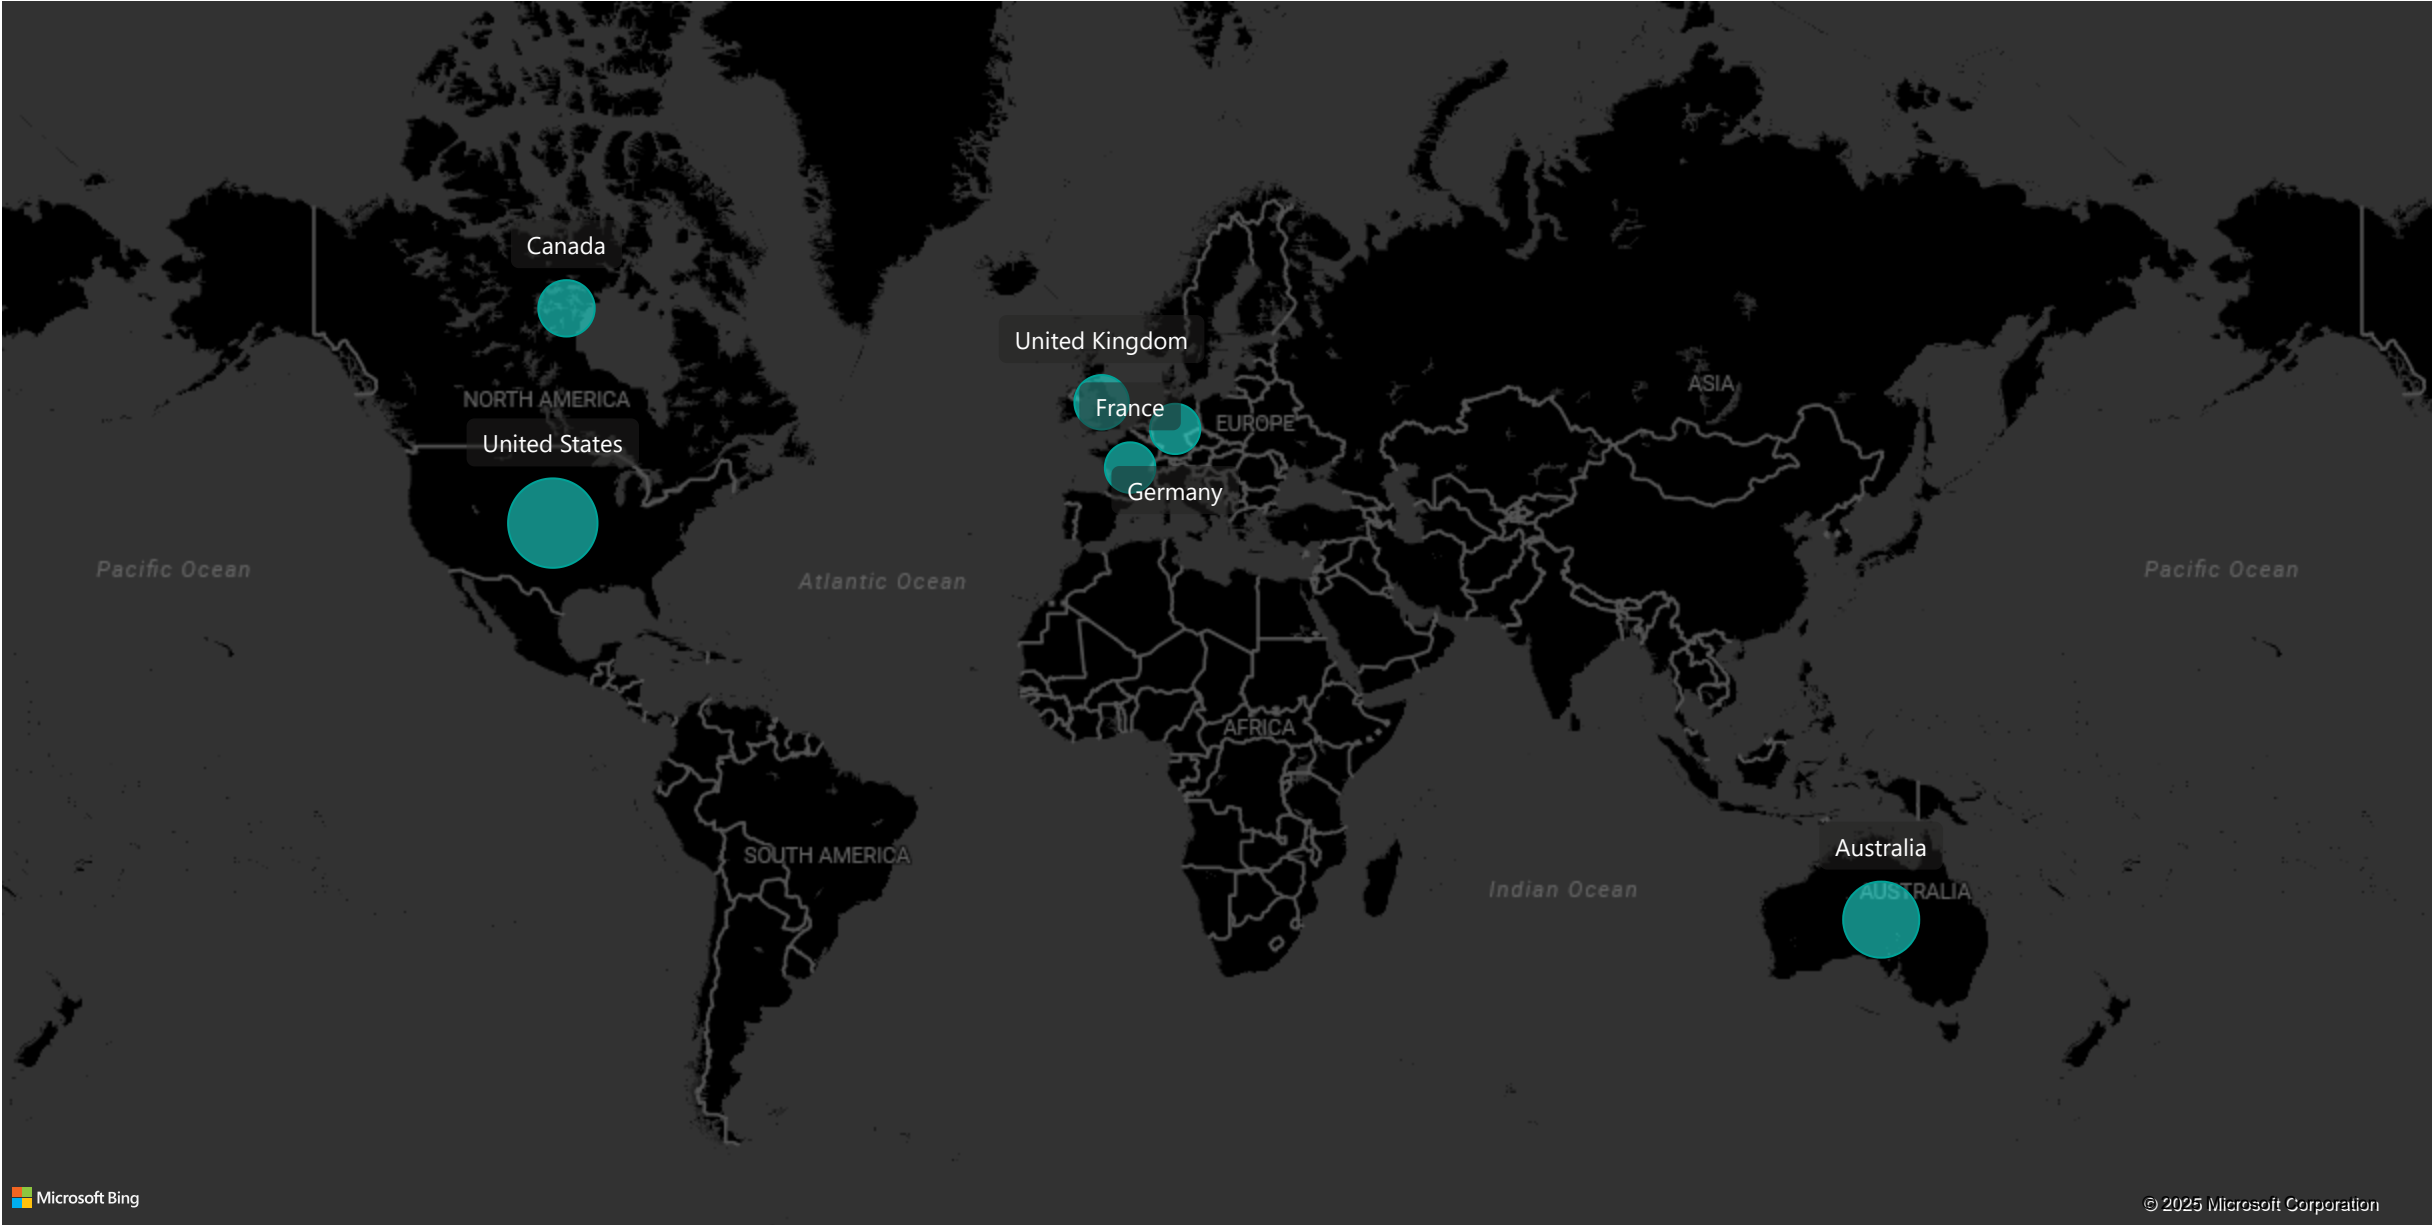 Canada
United Kingdom
ASIA
NORTH AMERICA
France
EUROPE
United States
Germany
Pacific Ocean
Atlantic Ocean
Pacific Ocean
AFRICA
Australia
SOUTH AMERICA
Indian Ocean
AUSTRALIA
Microsoft Bing
© 2025 Microsoft Corporation